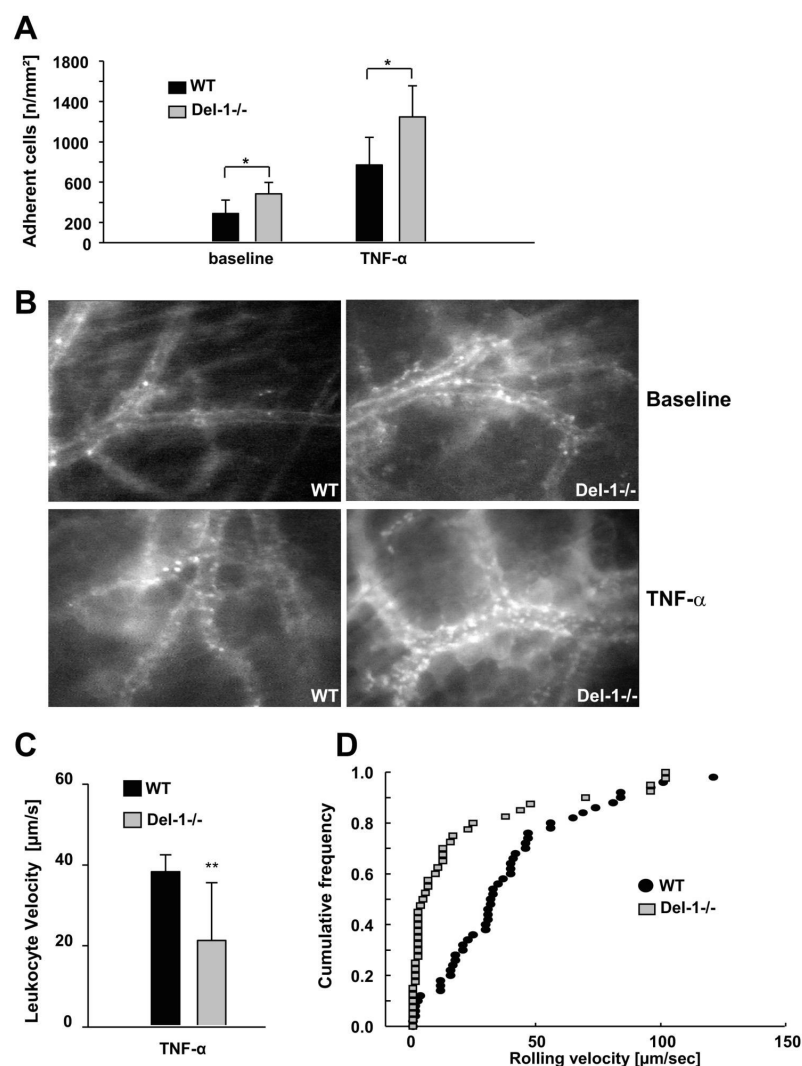 A
Adherent cells [n/mm²]
1800
1400
1000
600
200
0
WT
Del-1-/-
*
*
baseline
TNF-α
B
WT
Del-1-/-
Baseline
WT
Del-1-/-
TNF-α
C
Leukocyte Velocity [µm/s]
60
40
20
0
WT
Del-1-/-
**
TNF-α
D
Cumulative frequency
1.0
0.8
0.6
0.4
0.2
0.0
WT
Del-1-/-
0
50
100
150
Rolling velocity [µm/sec]